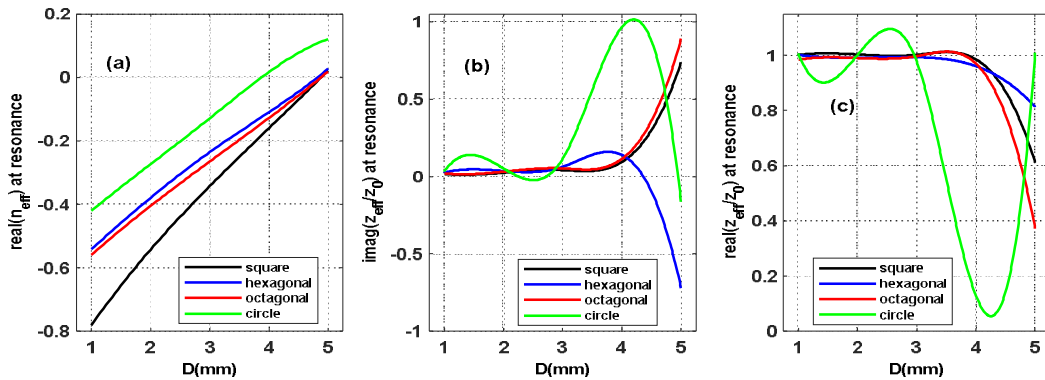 (a)
real(n_eff) at resonance
0.2
0
-0.2
-0.4
-0.6
-0.8
1 2 3 4 5
D(mm)
square
hexagonal
octagonal
circle
(b)
imag(z_eff/z_0) at resonance
1
0.5
0
-0.5
-1
1 2 3 4 5
D(mm)
square
hexagonal
octagonal
circle
(c)
real(z_eff/z_0) at resonance
1
0.8
0.6
0.4
0.2
0
1 2 3 4 5
D(mm)
square
hexagonal
octagonal
circle